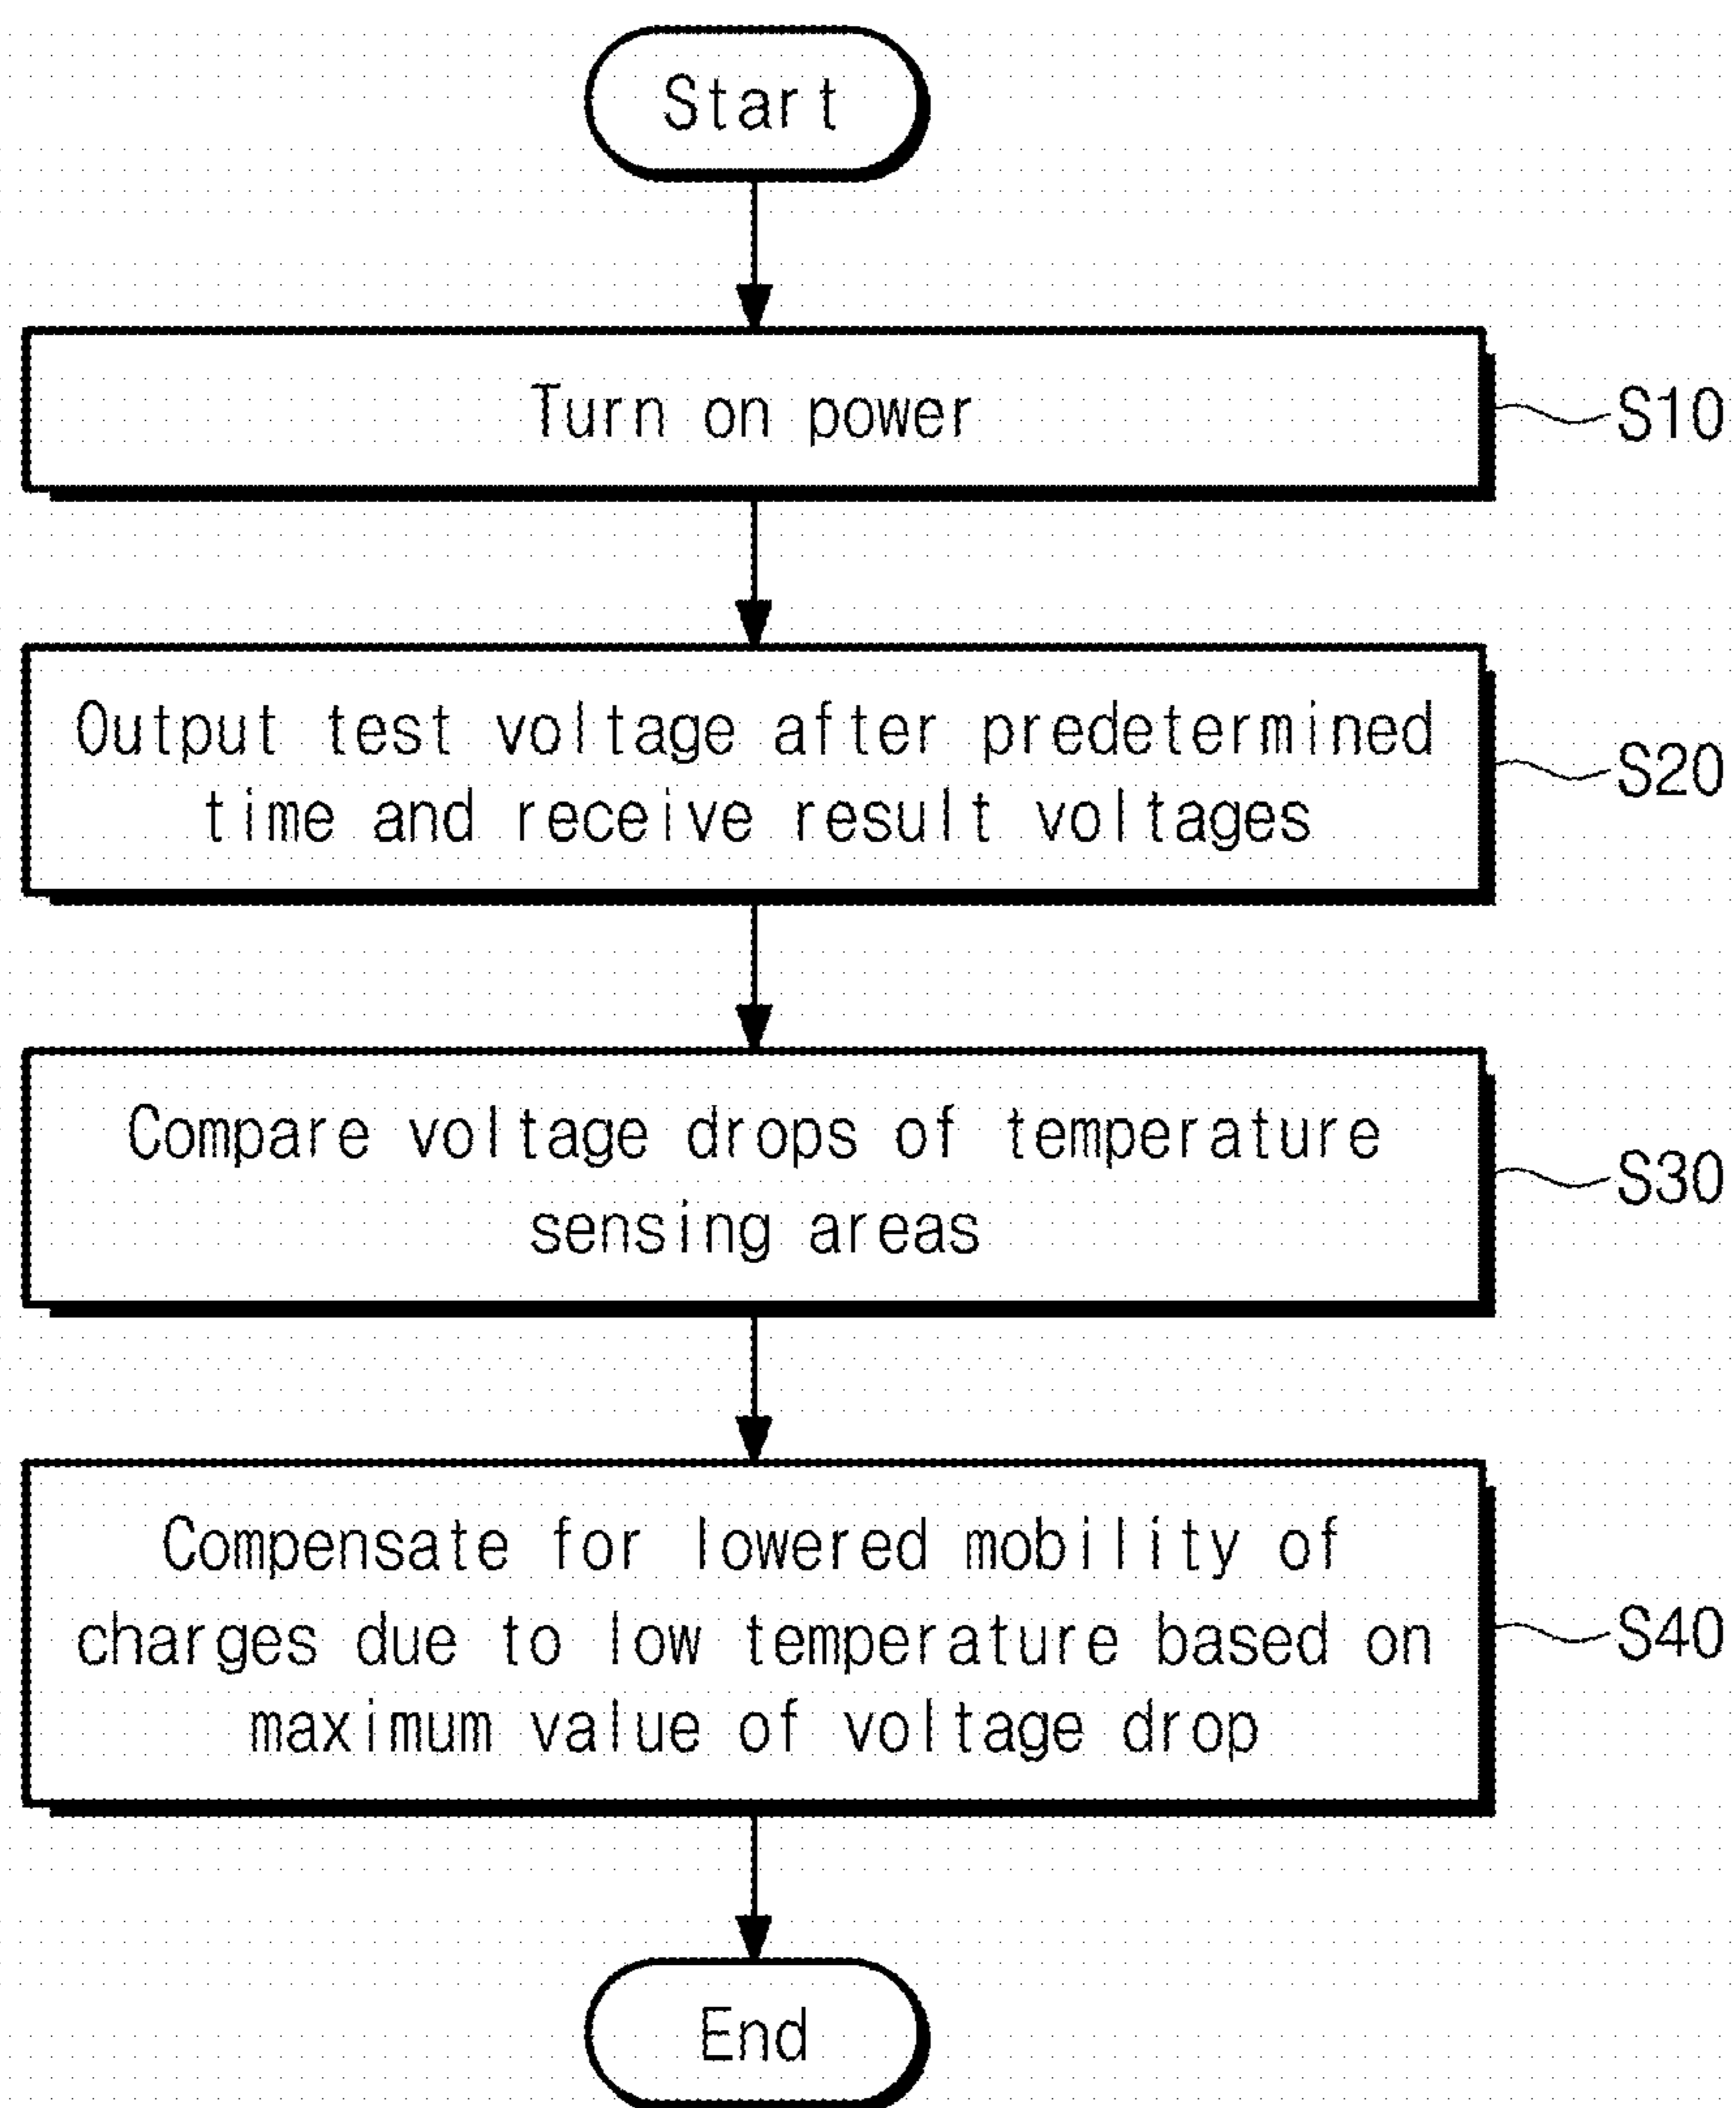 Start
Turn on power
S10
Output test voltage after predetermined
time and receive result voltages
S20
Compare voltage drops of temperature
sensing areas
S30
Compensate for lowered mobility of
charges due to low temperature based on
maximum value of voltage drop
S40
End